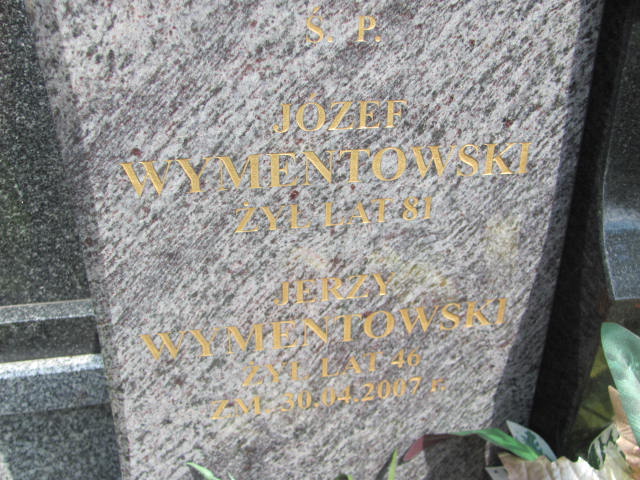 Ś. P.
JÓZEF
WYMENTOWSKI
ŻYŁ LAT 81
JERZY
WYMENTOWSKI
ŻYŁ LAT 46
ZM. 30.04.2007 r.